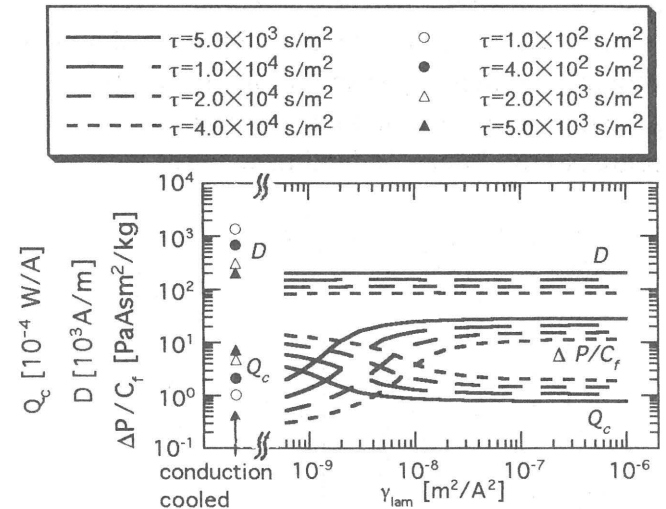 τ=5.0×10³ s/m² ○ τ=1.0×10² s/m²
τ=1.0×10⁴ s/m² ● τ=4.0×10² s/m²
τ=2.0×10⁴ s/m² △ τ=2.0×10³ s/m²
τ=4.0×10⁴ s/m² ▲ τ=5.0×10³ s/m²
Q_c [10⁻⁴ W/A]
D [10³A/m]
ΔP/C_f [PaAsm²/kg]
10⁴
10³
10²
10¹
10⁰
10⁻¹
D
Q_c
D
Δ P/C_f
Q_c
conduction
cooled
10⁻⁹ 10⁻⁸ 10⁻⁷ 10⁻⁶
γ_lam [m²/A²]